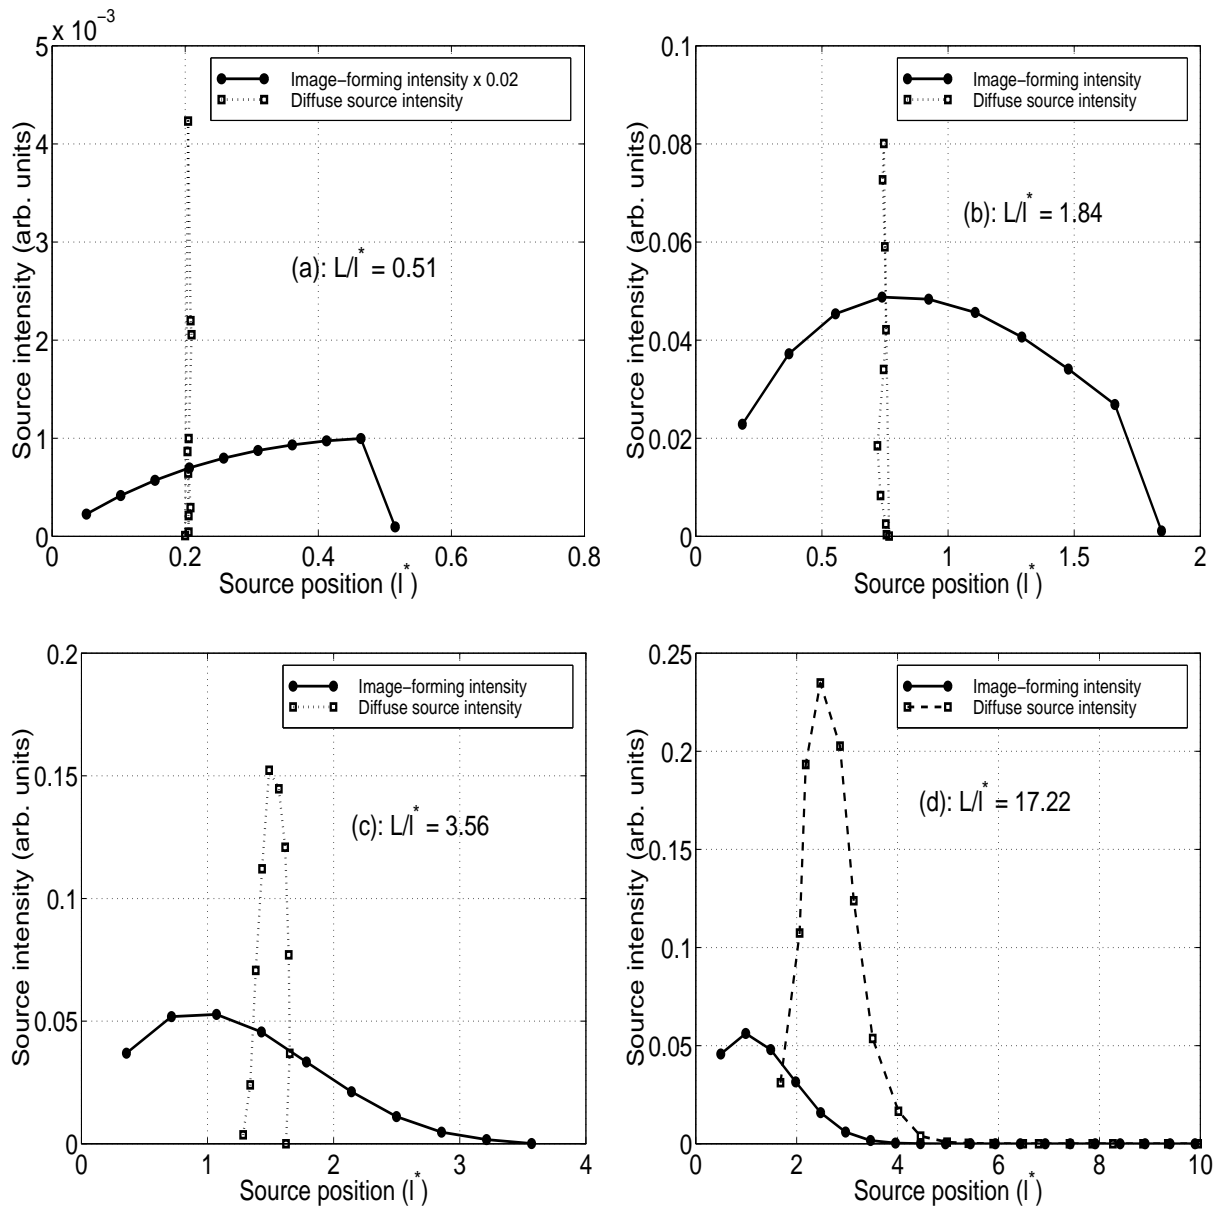 x 10⁻³
5
4
3
2
1
0
Source intensity (arb. units)
Image−forming intensity x 0.02
Diffuse source intensity
(a): L/l* = 0.51
0 0.2 0.4 0.6 0.8
Source position (l*)
0.1
0.08
0.06
0.04
0.02
0
Source intensity (arb. units)
Image−forming intensity
Diffuse source intensity
(b): L/l* = 1.84
0 0.5 1 1.5 2
Source position (l*)
0.2
0.15
0.1
0.05
0
Source intensity (arb. units)
Image−forming intensity
Diffuse source intensity
(c): L/l* = 3.56
0 1 2 3 4
Source position (l*)
0.25
0.2
0.15
0.1
0.05
0
Source intensity (arb. units)
Image−forming intensity
Diffuse source intensity
(d): L/l* = 17.22
0 2 4 6 8 10
Source position (l*)